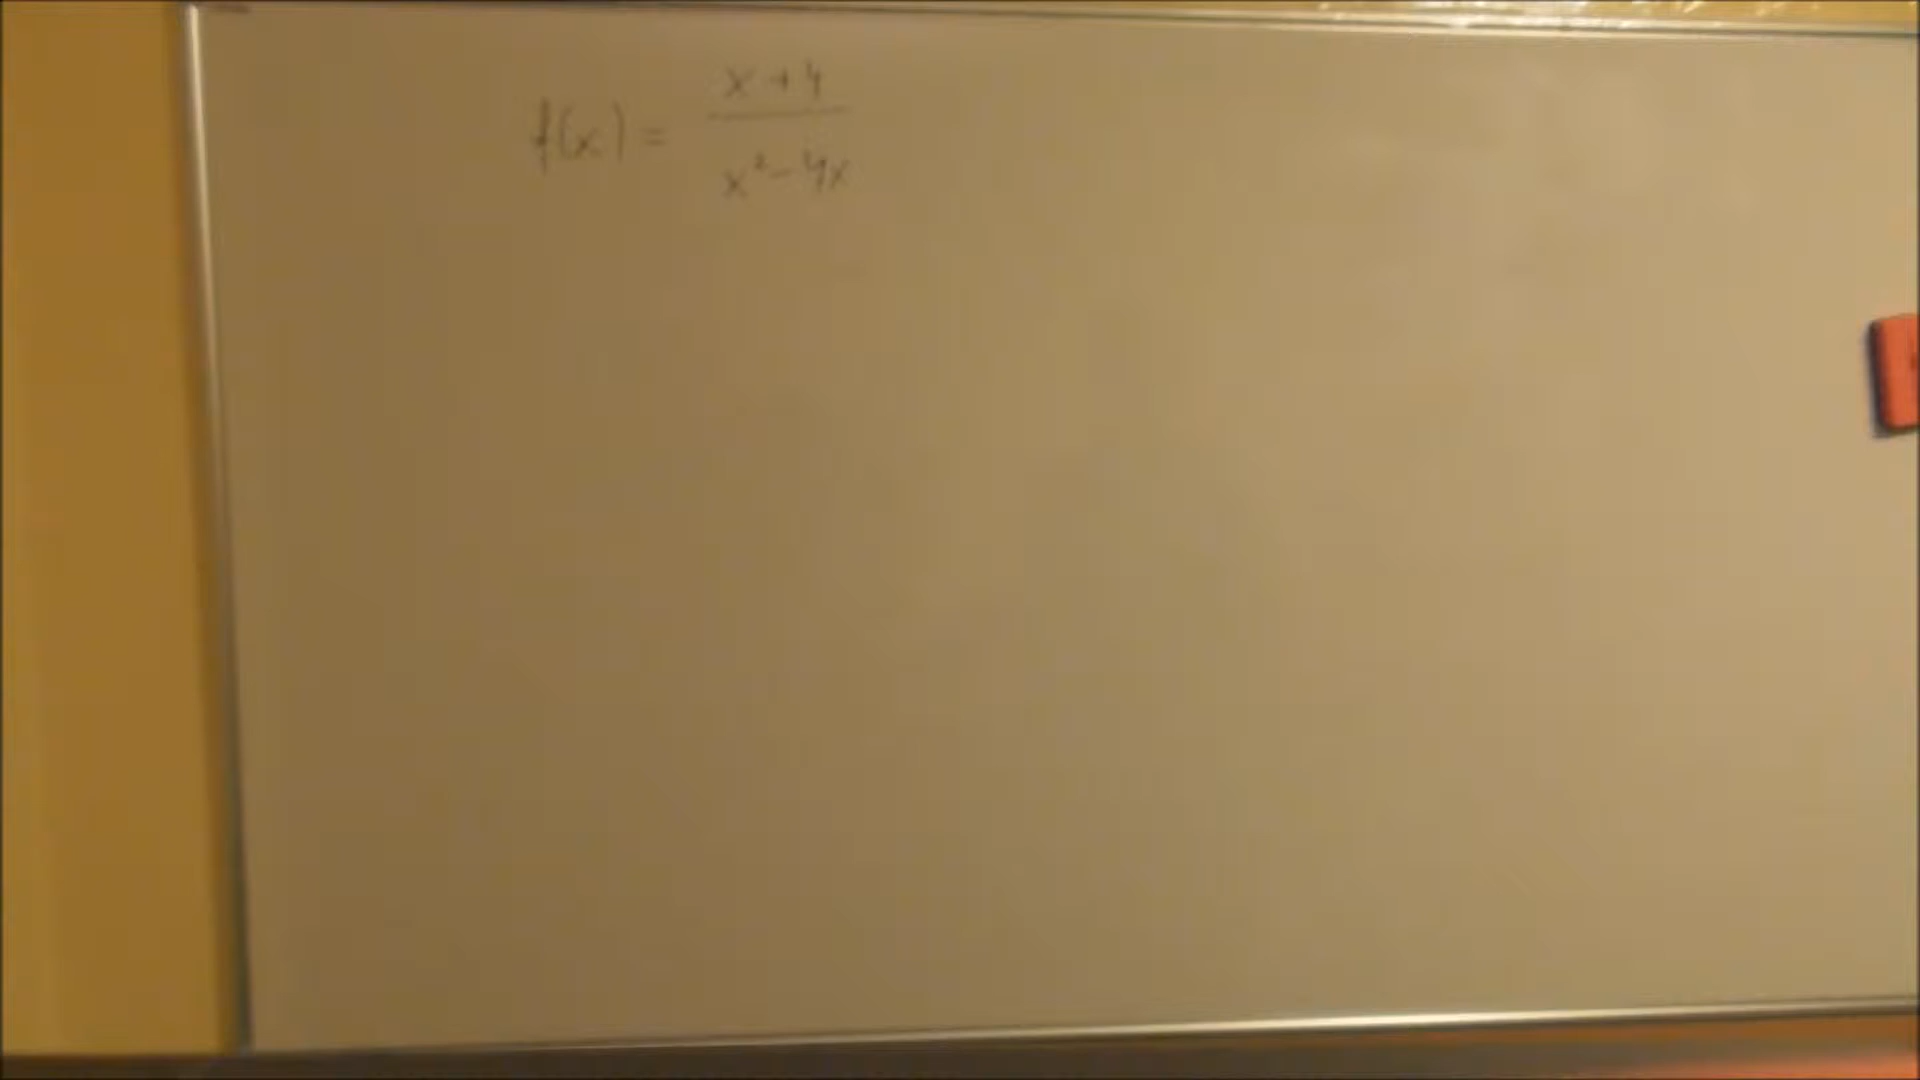 f(x) = x+4 / x²-4x